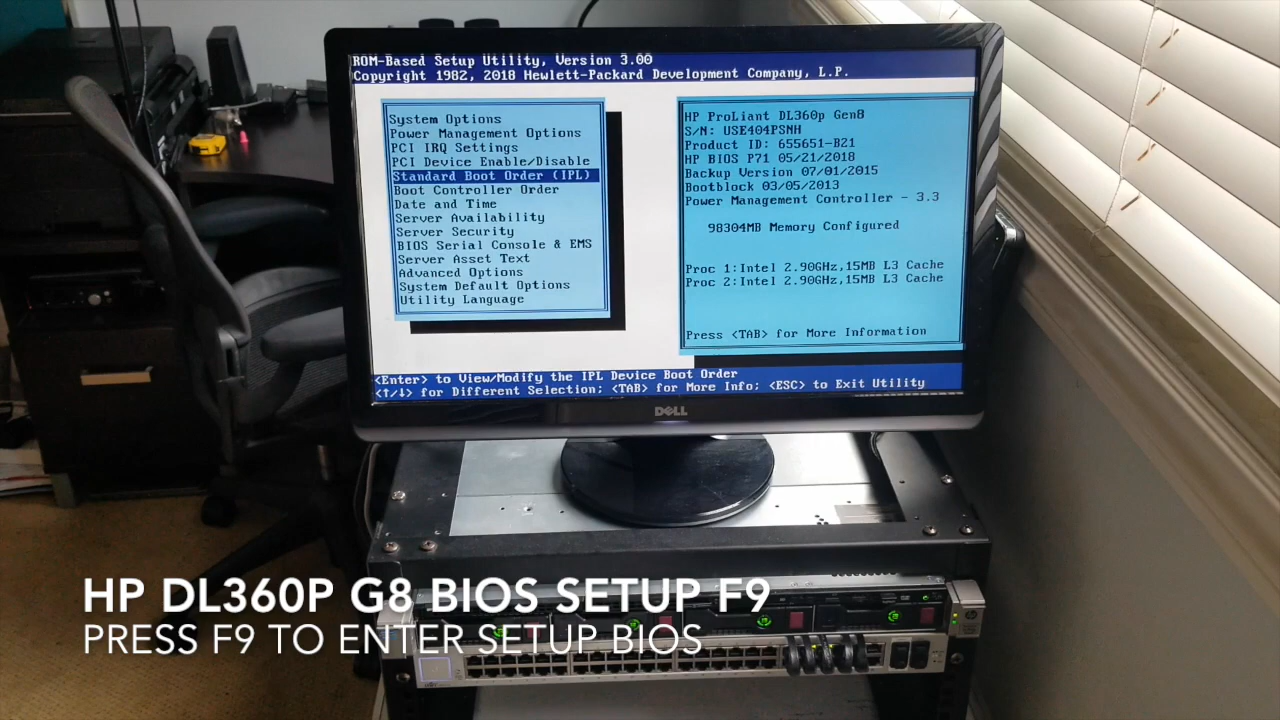 ROM-Based Setup Utility, Version 3.00
Copyright 1982, 2018 Hewlett-Packard Development Company, L.P.
System Options
Power Management Options
PCI IRQ Settings
PCI Device Enable/Disable
Standard Boot Order (IPL)
Boot Controller Order
Date and Time
Server Availability
Server Security
BIOS Serial Console & EMS
Server Asset Text
Advanced Options
System Default Options
Utility Language
HP ProLiant DL360p Gen8
S/N: USE404PSNH
Product ID: 655651-B21
HP BIOS P71 05/21/2018
Backup Version 07/01/2015
Bootblock 03/05/2013
Power Management Controller - 3.3
98304MB Memory Configured
Proc 1:Intel 2.90GHz,15MB L3 Cache
Proc 2:Intel 2.90GHz,15MB L3 Cache
Press <TAB> for More Information
<Enter> to View/Modify the IPL Device Boot Order
<↑/↓> for Different Selection; <TAB> for More Info; <ESC> to Exit Utility
DELL
HP DL360P G8 BIOS SETUP F9
PRESS F9 TO ENTER SETUP BIOS